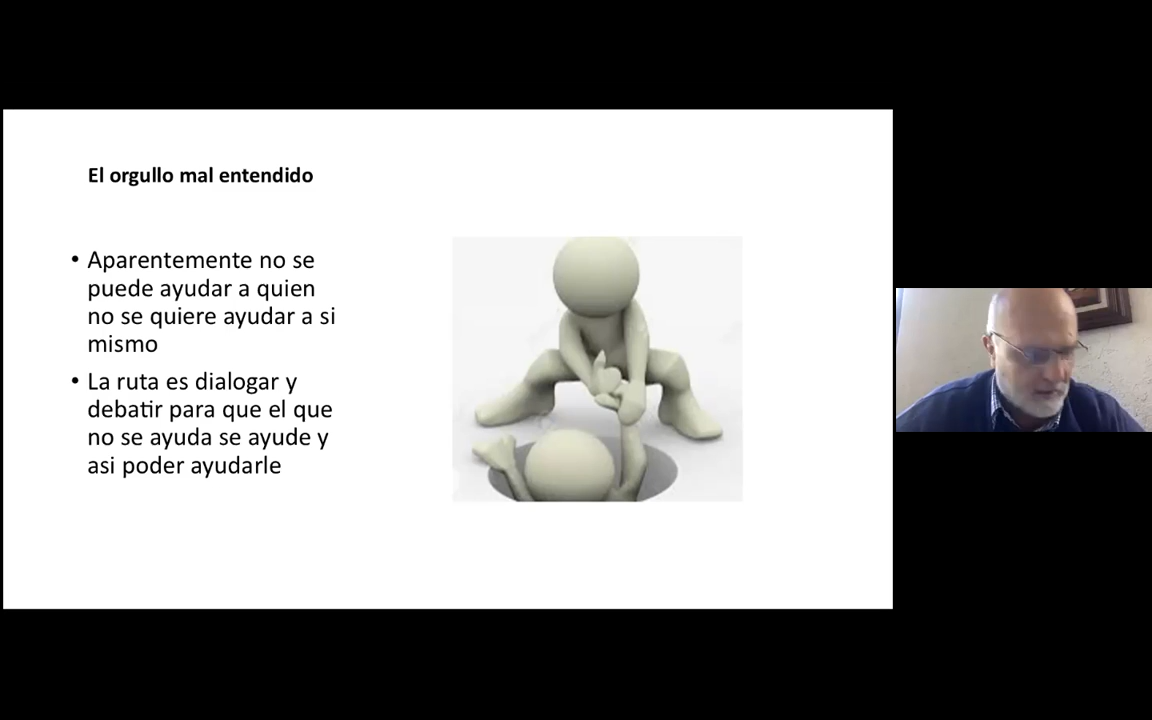 El orgullo mal entendido
• Aparentemente no se
puede ayudar a quien
no se quiere ayudar a si
mismo
• La ruta es dialogar y
debatir para que el que
no se ayuda se ayude y
asi poder ayudarle